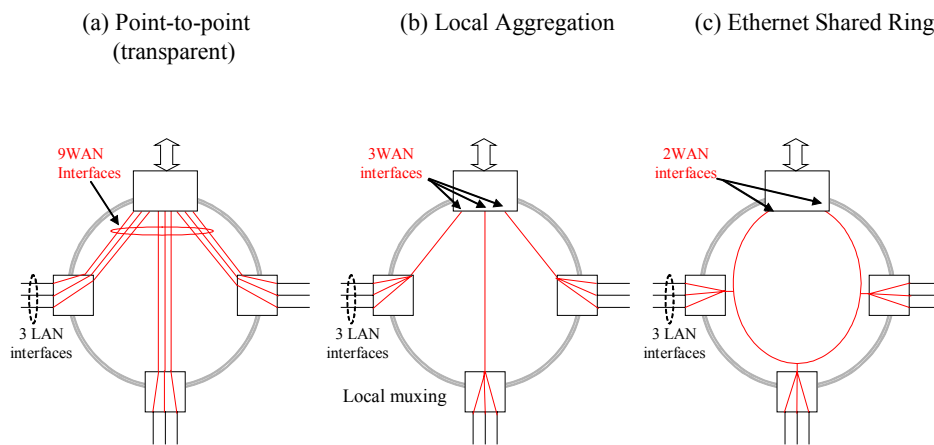 (a) Point-to-point
(transparent)
(b) Local Aggregation
(c) Ethernet Shared Ring
9WAN
Interfaces
3WAN
interfaces
2WAN
interfaces
3 LAN
interfaces
3 LAN
interfaces
3 LAN
interfaces
Local muxing